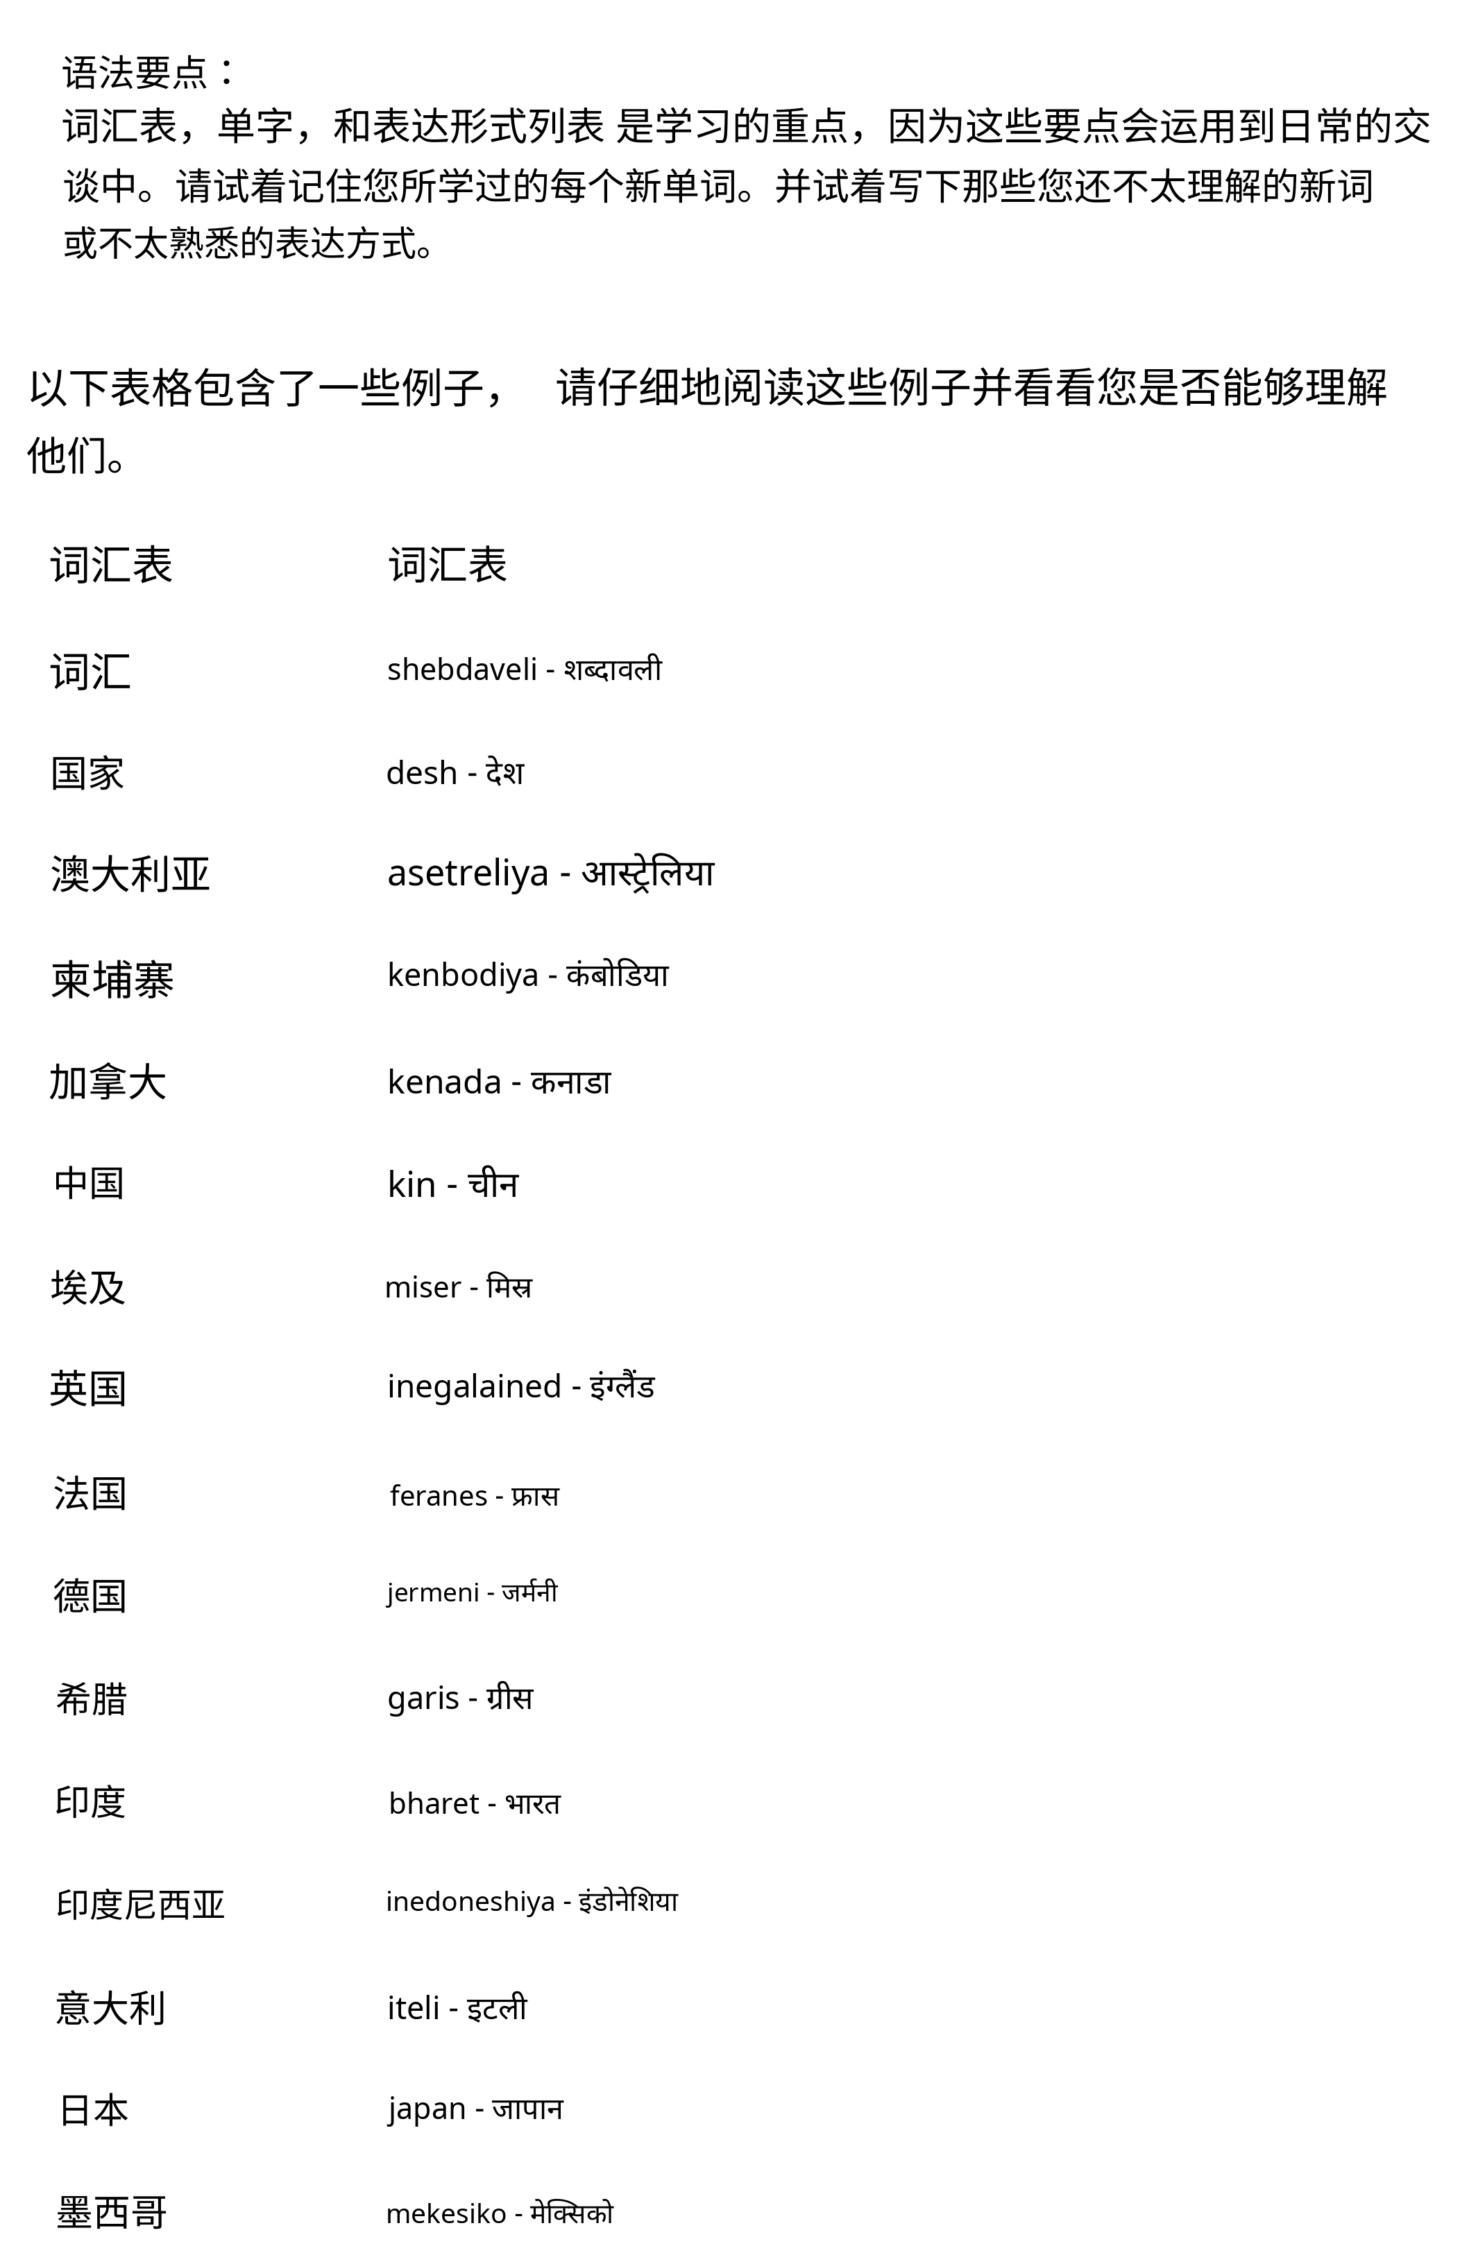 语法要点：
词汇表，单字，和表达形式列表 是学习的重点，因为这些要点会运用到日常的交
谈中。请试着记住您所学过的每个新单词。并试着写下那些您还不太理解的新词
或不太熟悉的表达方式。
以下表格包含了一些例子， 请仔细地阅读这些例子并看看您是否能够理解
他们。
词汇表 词汇表
词汇 shebdaveli - शब्दावली
国家 desh - देश
澳大利亚 asetreliya - आस्ट्रेलिया
柬埔寨 kenbodiya - कंबोडिया
加拿大 kenada - कनाडा
中国 kin - चीन
埃及 miser - मिस्र
英国 inegalained - इंग्लैंड
法国 feranes - फ्रास
德国 jermeni - जर्मनी
希腊 garis - ग्रीस
印度 bharet - भारत
印度尼西亚 inedoneshiya - इंडोनेशिया
意大利 iteli - इटली
日本 japan - जापान
墨西哥 mekesiko - मेक्सिको